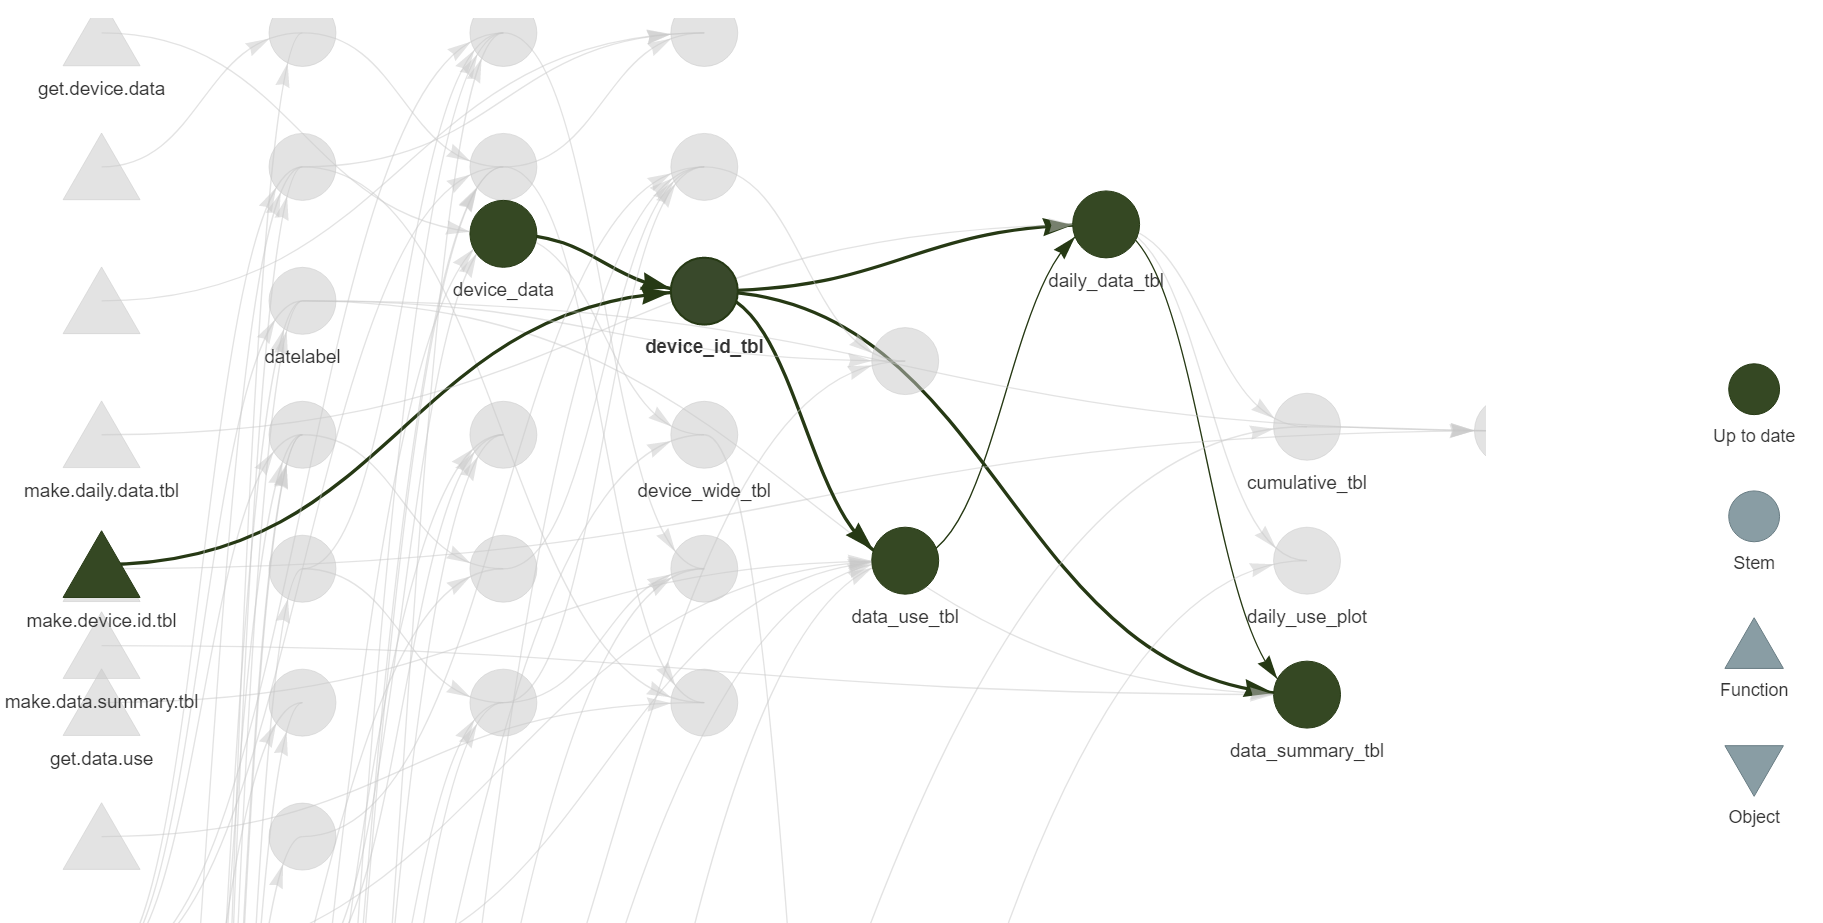 get.device.data
device_data
daily_data_tbl
datelabel
device_id_tbl
make.daily.data.tbl
device_wide_tbl
cumulative_tbl
make.device.id.tbl
data_use_tbl
daily_use_plot
make.data.summary.tbl
get.data.use
data_summary_tbl
Up to date
Stem
Function
Object